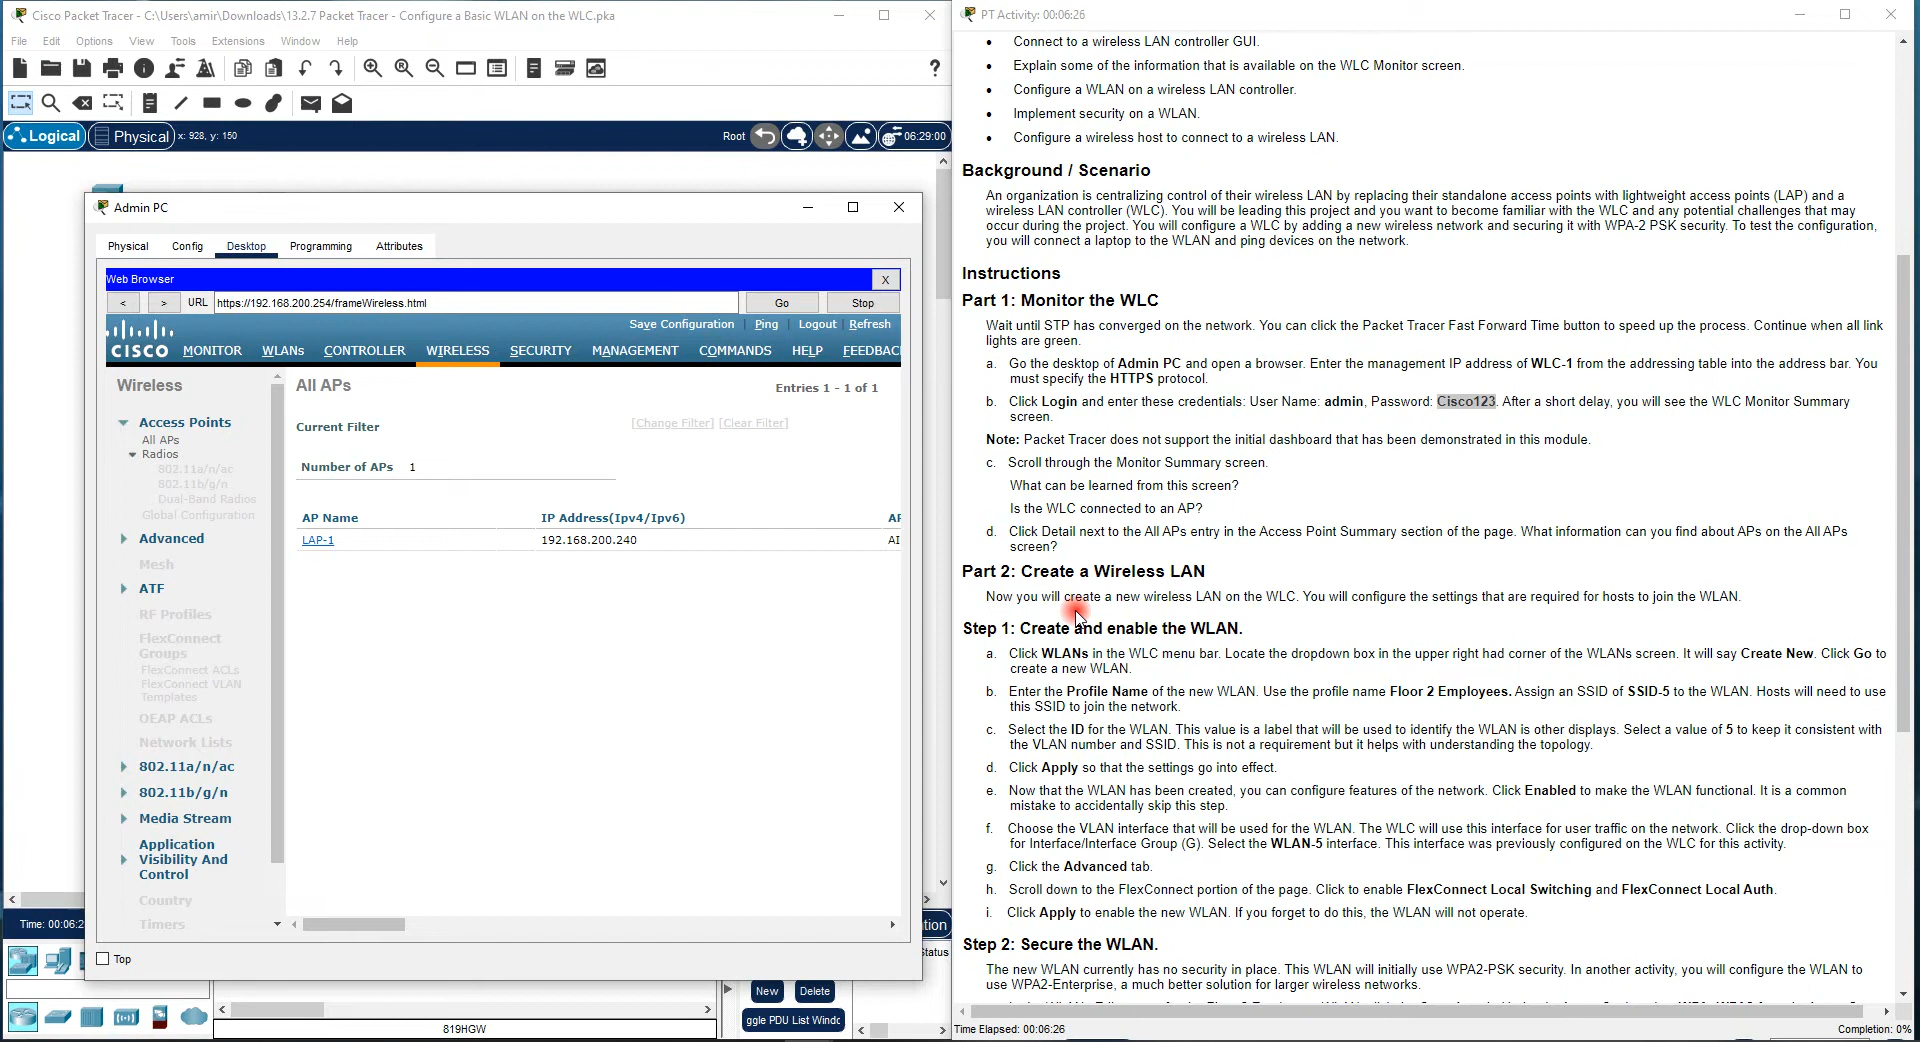 Cisco Packet Tracer - C:\Users\amir\Downloads\13.2.7 Packet Tracer - Configure a Basic WLAN on the WLC.pka
File Edit Options View Tools Extensions Window Help
Logical Physical x: 928, y: 150 Root 06:29:00
Admin PC
Physical Config Desktop Programming Attributes
Web Browser X
< > URL https://192.168.200.254/frameWireless.html Go Stop
Save Configuration Ping Logout Refresh
CISCO MONITOR WLANs CONTROLLER WIRELESS SECURITY MANAGEMENT COMMANDS HELP FEEDBAC
Wireless
Access Points
All APs
Radios
802.11a/n/ac
802.11b/g/n
Dual-Band Radios
Global Configuration
Advanced
Mesh
ATF
RF Profiles
FlexConnect
Groups
FlexConnect ACLs
FlexConnect VLAN
Templates
OEAP ACLs
Network Lists
802.11a/n/ac
802.11b/g/n
Media Stream
Application
Visibility And
Control
Country
Timers
All APs
Entries 1 - 1 of 1
Current Filter [Change Filter] [Clear Filter]
Number of APs 1
AP Name IP Address(Ipv4/Ipv6) AP
LAP-1 192.168.200.240 AI
Top
Time: 00:06:2
tion
Status
New Delete
ggle PDU List Windo
819HGW
PT Activity: 00:06:26
• Connect to a wireless LAN controller GUI.
• Explain some of the information that is available on the WLC Monitor screen.
• Configure a WLAN on a wireless LAN controller.
• Implement security on a WLAN.
• Configure a wireless host to connect to a wireless LAN.
Background / Scenario
An organization is centralizing control of their wireless LAN by replacing their standalone access points with lightweight access points (LAP) and a
wireless LAN controller (WLC). You will be leading this project and you want to become familiar with the WLC and any potential challenges that may
occur during the project. You will configure a WLC by adding a new wireless network and securing it with WPA-2 PSK security. To test the configuration,
you will connect a laptop to the WLAN and ping devices on the network.
Instructions
Part 1: Monitor the WLC
Wait until STP has converged on the network. You can click the Packet Tracer Fast Forward Time button to speed up the process. Continue when all link
lights are green.
a. Go the desktop of Admin PC and open a browser. Enter the management IP address of WLC-1 from the addressing table into the address bar. You
must specify the HTTPS protocol.
b. Click Login and enter these credentials: User Name: admin, Password: Cisco123. After a short delay, you will see the WLC Monitor Summary
screen.
Note: Packet Tracer does not support the initial dashboard that has been demonstrated in this module.
c. Scroll through the Monitor Summary screen.
What can be learned from this screen?
Is the WLC connected to an AP?
d. Click Detail next to the All APs entry in the Access Point Summary section of the page. What information can you find about APs on the All APs
screen?
Part 2: Create a Wireless LAN
Now you will create a new wireless LAN on the WLC. You will configure the settings that are required for hosts to join the WLAN.
Step 1: Create and enable the WLAN.
a. Click WLANs in the WLC menu bar. Locate the dropdown box in the upper right had corner of the WLANs screen. It will say Create New. Click Go to
create a new WLAN.
b. Enter the Profile Name of the new WLAN. Use the profile name Floor 2 Employees. Assign an SSID of SSID-5 to the WLAN. Hosts will need to use
this SSID to join the network.
c. Select the ID for the WLAN. This value is a label that will be used to identify the WLAN is other displays. Select a value of 5 to keep it consistent with
the VLAN number and SSID. This is not a requirement but it helps with understanding the topology.
d. Click Apply so that the settings go into effect.
e. Now that the WLAN has been created, you can configure features of the network. Click Enabled to make the WLAN functional. It is a common
mistake to accidentally skip this step.
f. Choose the VLAN interface that will be used for the WLAN. The WLC will use this interface for user traffic on the network. Click the drop-down box
for Interface/Interface Group (G). Select the WLAN-5 interface. This interface was previously configured on the WLC for this activity.
g. Click the Advanced tab.
h. Scroll down to the FlexConnect portion of the page. Click to enable FlexConnect Local Switching and FlexConnect Local Auth.
i. Click Apply to enable the new WLAN. If you forget to do this, the WLAN will not operate.
Step 2: Secure the WLAN.
The new WLAN currently has no security in place. This WLAN will initially use WPA2-PSK security. In another activity, you will configure the WLAN to
use WPA2-Enterprise, a much better solution for larger wireless networks.
Time Elapsed: 00:06:26 Completion: 0%